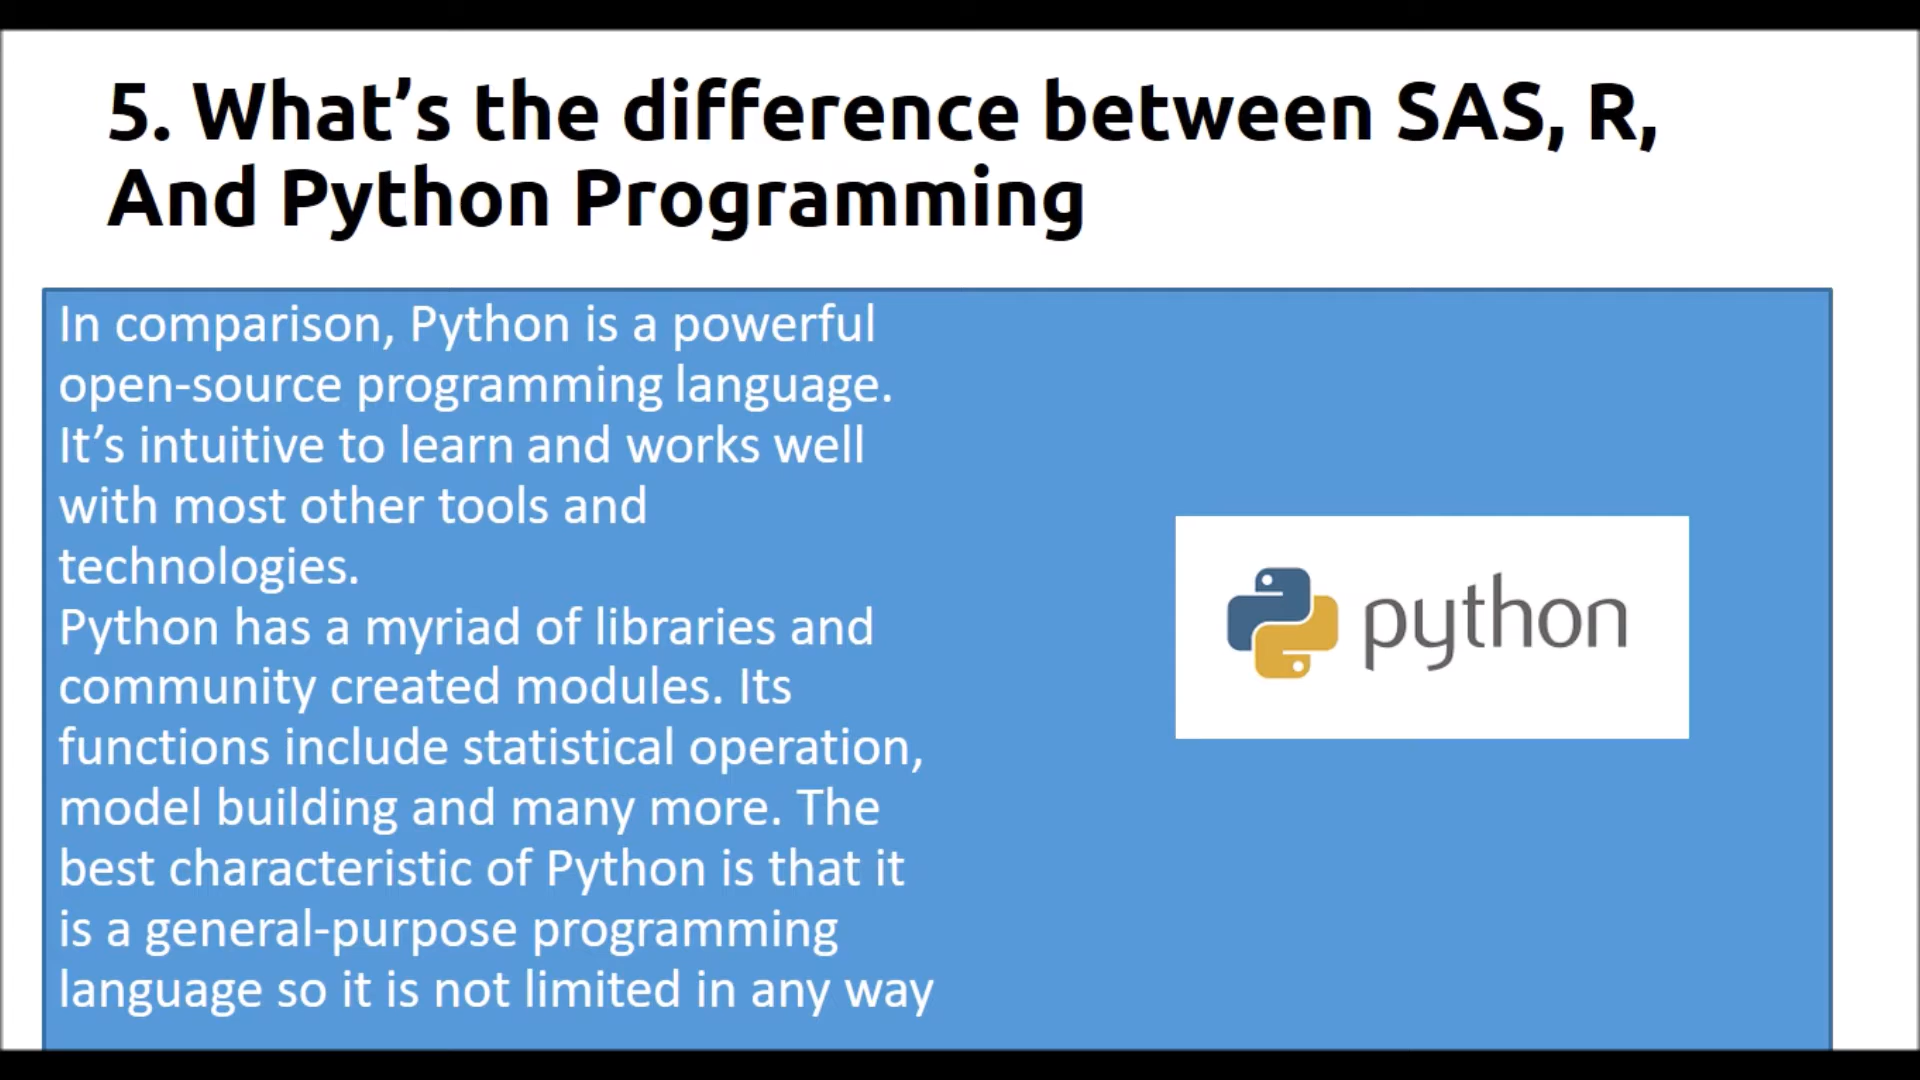 5. What’s the difference between SAS, R,
And Python Programming
In comparison, Python is a powerful
open-source programming language.
It’s intuitive to learn and works well
with most other tools and
technologies.
Python has a myriad of libraries and
community created modules. Its
functions include statistical operation,
model building and many more. The
best characteristic of Python is that it
is a general-purpose programming
language so it is not limited in any way
python